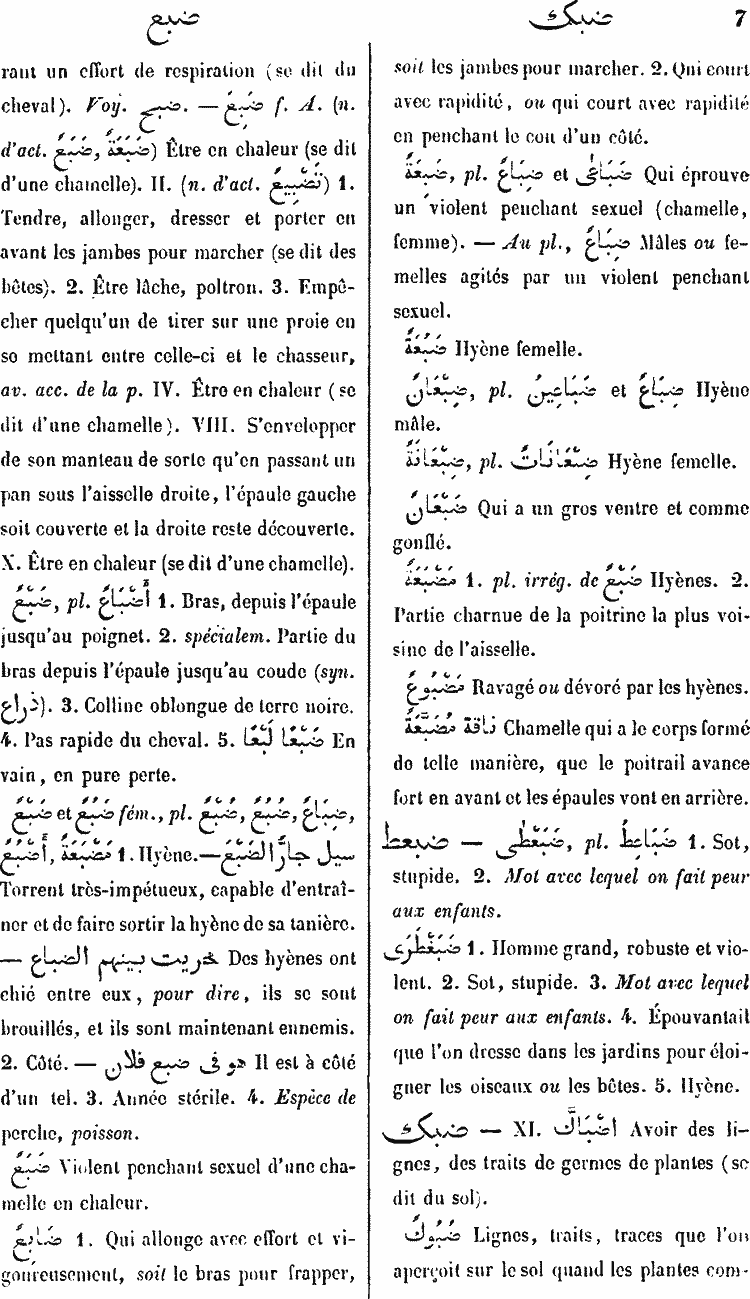 ضبع
ضبك
7
rant un effort de respiration (se dit du
cheval). Voy. ضبح. — ضَبِعَ f. A. (n.
d'act. ضَبَعٌ, ضَبَعَةٌ) Être en chaleur (se dit
d'une chamelle). II. (n. d'act. تَضْبِيعٌ) 1.
Tendre, allonger, dresser et porter en
avant les jambes pour marcher (se dit des
bêtes). 2. Être lâche, poltron. 3. Empê-
cher quelqu'un de tirer sur une proie en
se mettant entre celle-ci et le chasseur,
av. acc. de la p. IV. Être en chaleur (se
dit d'une chamelle). VIII. S'envelopper
de son manteau de sorte qu'en passant un
pan sous l'aisselle droite, l'épaule gauche
soit couverte et la droite reste découverte.
X. Être en chaleur (se dit d'une chamelle).
ضَبْعٌ, pl. أَضْبَاعٌ 1. Bras, depuis l'épaule
jusqu'au poignet. 2. spécialem. Partie du
bras depuis l'épaule jusqu'au coude (syn.
ذراع). 3. Colline oblongue de terre noire.
4. Pas rapide du cheval. 5. ضَبْعًا لَبْعًا En
vain, en pure perte.
ضَبْعٌ et ضَبُعٌ fém., pl. ضُبْعٌ, ضُبُعٌ, ضِبَاعٌ,
أَضْبُعٌ, مَضْبَعَةٌ 1. Hyène.— سيل جارّ الضَّبُع
Torrent très-impétueux, capable d'entraî-
ner et de faire sortir la hyène de sa tanière.
— خريت بينهم الضباع Des hyènes ont
chié entre eux, pour dire, ils se sont
brouillés, et ils sont maintenant ennemis.
2. Côté. — هو فى ضبع فلان Il est à côté
d'un tel. 3. Année stérile. 4. Espèce de
perche, poisson.
ضَبَعٌ Violent penchant sexuel d'une cha-
melle en chaleur.
ضَابِعٌ 1. Qui allonge avec effort et vi-
goureusement, soit le bras pour frapper,
soit les jambes pour marcher. 2. Qui court
avec rapidité, ou qui court avec rapidité
en penchant le cou d'un côté.
ضَبِعَةٌ, pl. ضِبَاعٌ et ضَبَاعَى Qui éprouve
un violent penchant sexuel (chamelle,
femme). — Au pl., ضِبَاعٌ Mâles ou fe-
melles agités par un violent penchant
sexuel.
ضَبُعَةٌ Hyène femelle.
ضِبْعَانٌ, pl. ضَبَاعِينُ et ضِبَاعٌ Hyène
mâle.
ضِبْعَانَةٌ, pl. ضِبْعَانَاتٌ Hyène femelle.
ضَبْعَانٌ Qui a un gros ventre et comme
gonflé.
مَضْبَعَةٌ 1. pl. irrég. de ضَبُعٌ Hyènes. 2.
Partie charnue de la poitrine la plus voi-
sine de l'aisselle.
مَضْبُوعٌ Ravagé ou dévoré par les hyènes.
ناقة مُضَبَّعَةٌ Chamelle qui a le corps formé
de telle manière, que le poitrail avance
fort en avant et les épaules vont en arrière.
ضبعط — ضَبَعْطَى, pl. ضَبَاعِطُ 1. Sot,
stupide. 2. Mot avec lequel on fait peur
aux enfants.
ضَبَعْطَرَى 1. Homme grand, robuste et vio-
lent. 2. Sot, stupide. 3. Mot avec lequel
on fait peur aux enfants. 4. Épouvantail
que l'on dresse dans les jardins pour éloi-
gner les oiseaux ou les bêtes. 5. Hyène.
ضبك — XI. اضْبَاكَّ Avoir des li-
gnes, des traits de germes de plantes (se
dit du sol).
ضُبُوكٌ Lignes, traits, traces que l'on
aperçoit sur le sol quand les plantes com-